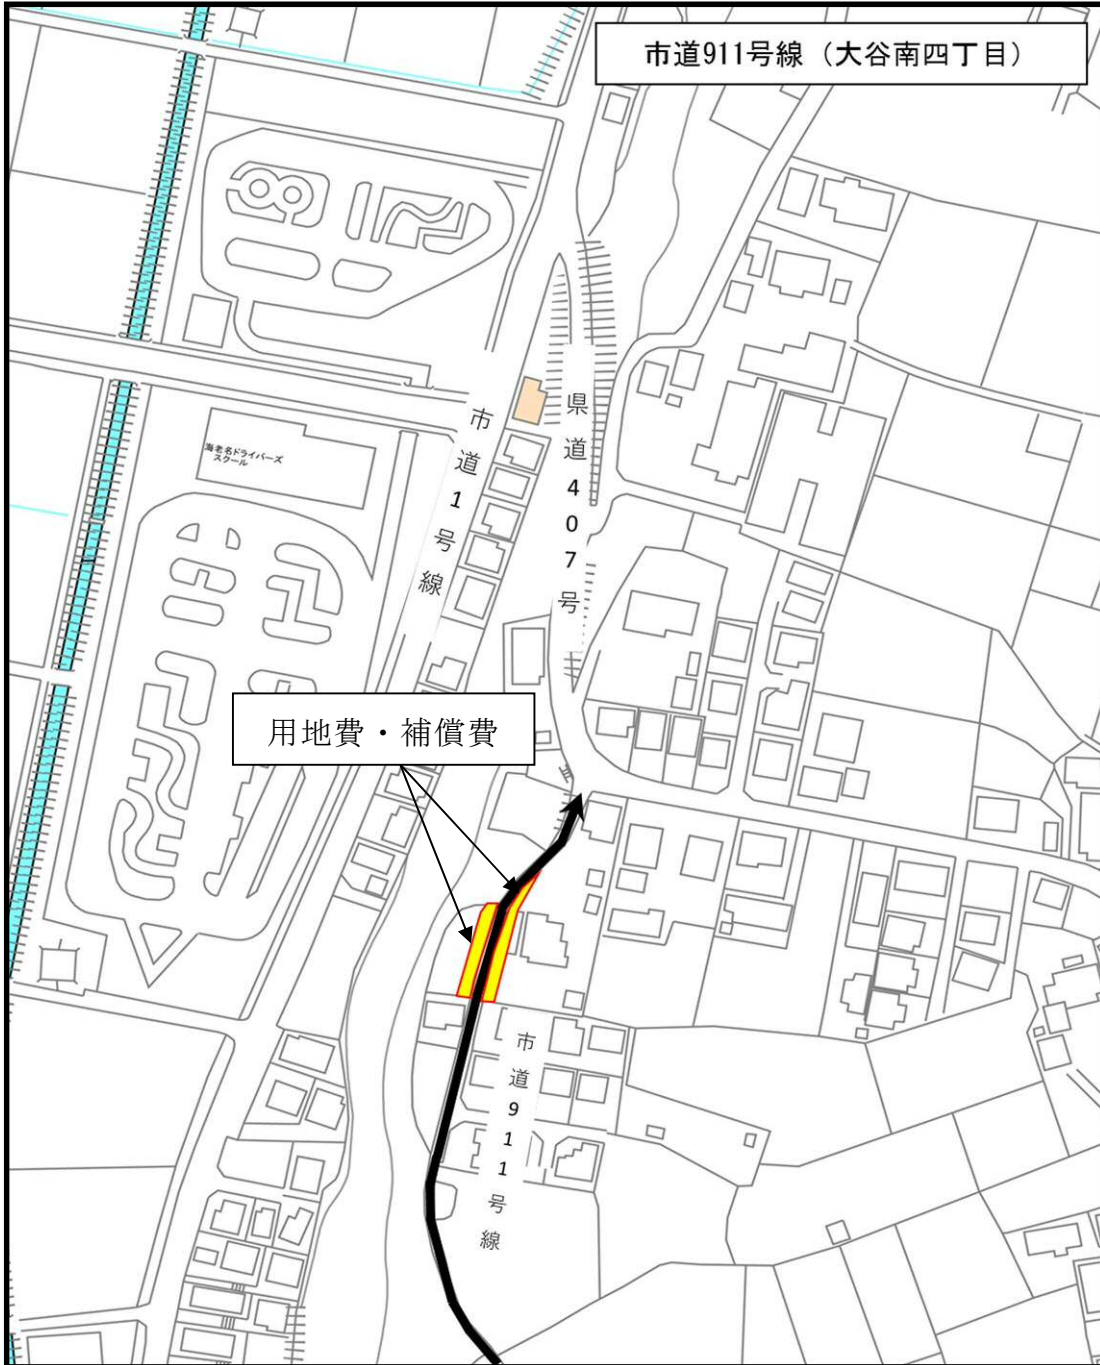 市道911号線（大谷南四丁目）
県道407号
市道1号線
海老名ドライバーズ
スクール
用地費・補償費
市道911号線